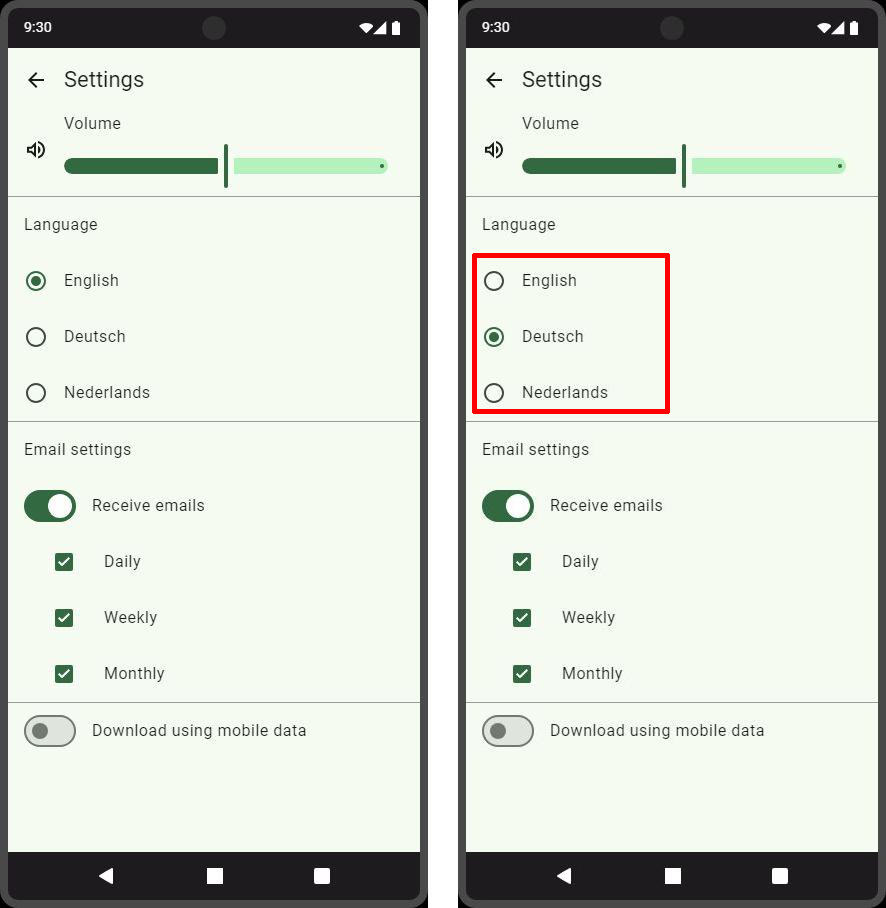 9:30
Settings
Volume
Language
English
Deutsch
Nederlands
Email settings
Receive emails
Daily
Weekly
Monthly
Download using mobile data
9:30
Settings
Volume
Language
English
Deutsch
Nederlands
Email settings
Receive emails
Daily
Weekly
Monthly
Download using mobile data